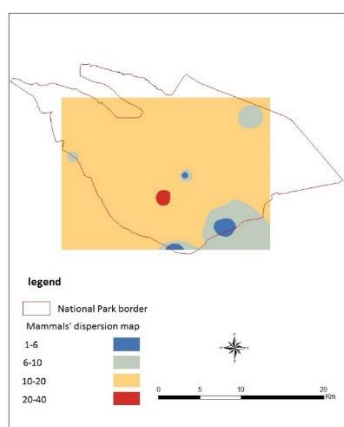 legend
National Park border
Mammals' dispersion map
1-6
6-10
10-20
20-40
0 5 10 20
Km